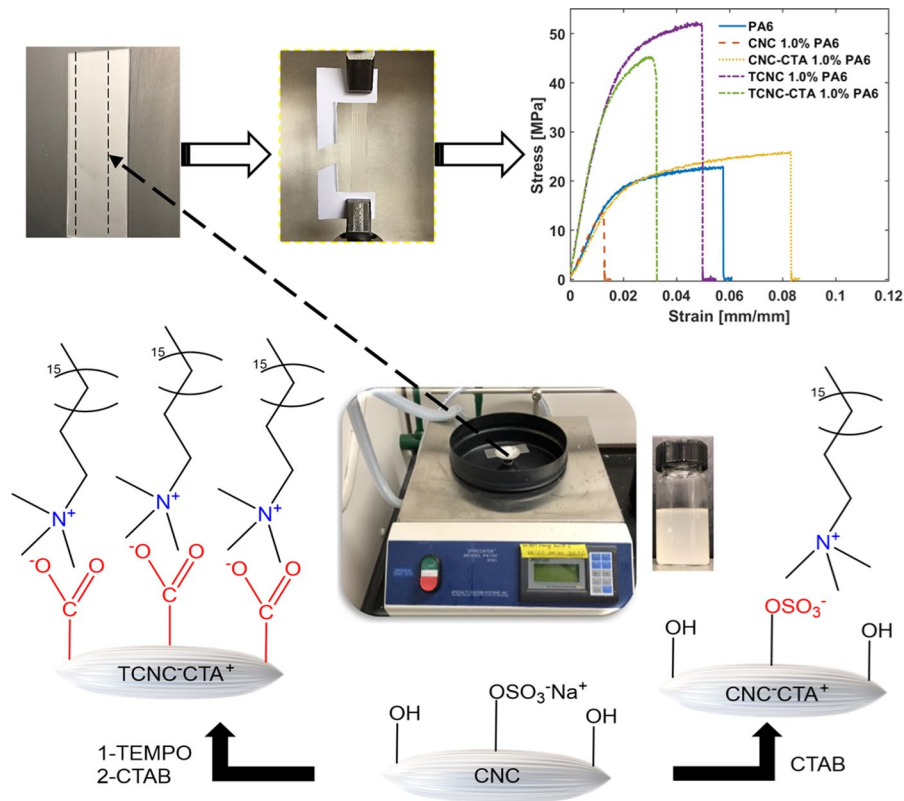 PA6
CNC 1.0% PA6
CNC-CTA 1.0% PA6
TCNC 1.0% PA6
TCNC-CTA 1.0% PA6
Stress [MPa]
50
40
30
20
10
0
0
0.02
0.04
0.06
0.08
0.1
0.12
Strain [mm/mm]
15
15
15
15
N+
N+
N+
N+
-O
O
-O
O
-O
O
C
C
C
OSO₃-
OH
OH
TCNC-CTA+
CNC-CTA+
OSO₃-Na+
OH
OH
1-TEMPO
2-CTAB
CNC
CTAB